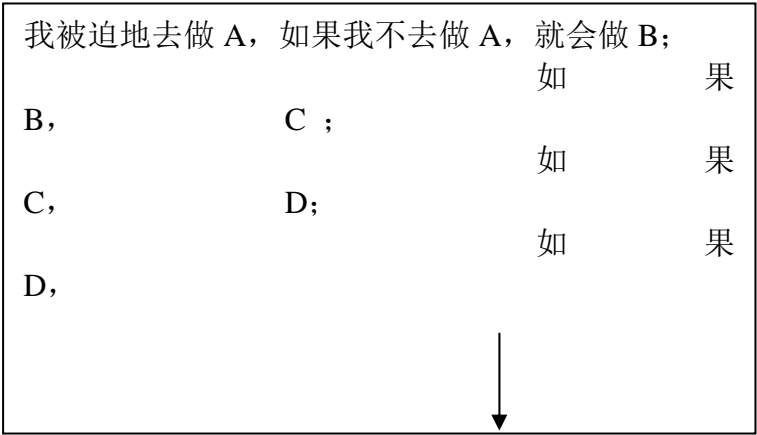 我被迫地去做 A，如果我不去做 A，就会做 B；
如 果
B， C ；
如 果
C， D；
如 果
D，